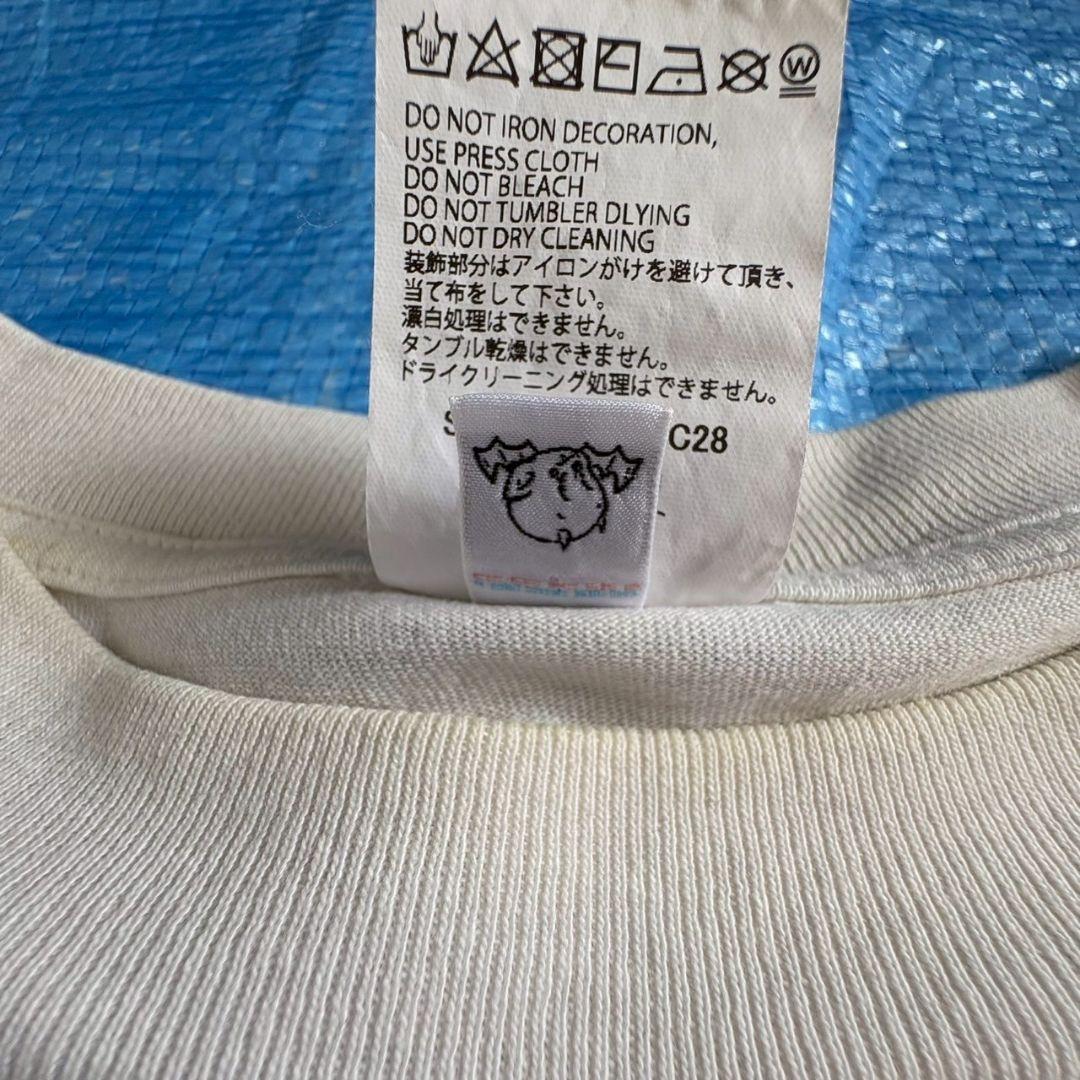 W
DO NOT IRON DECORATION,
USE PRESS CLOTH
DO NOT BLEACH
DO NOT TUMBLER DLYING
DO NOT DRY CLEANING
装飾部分はアイロンがけを避けて頂き、
当て布をして下さい。
漂白処理はできません。
タンブル乾燥はできません。
ドライクリーニング処理はできません。
C28